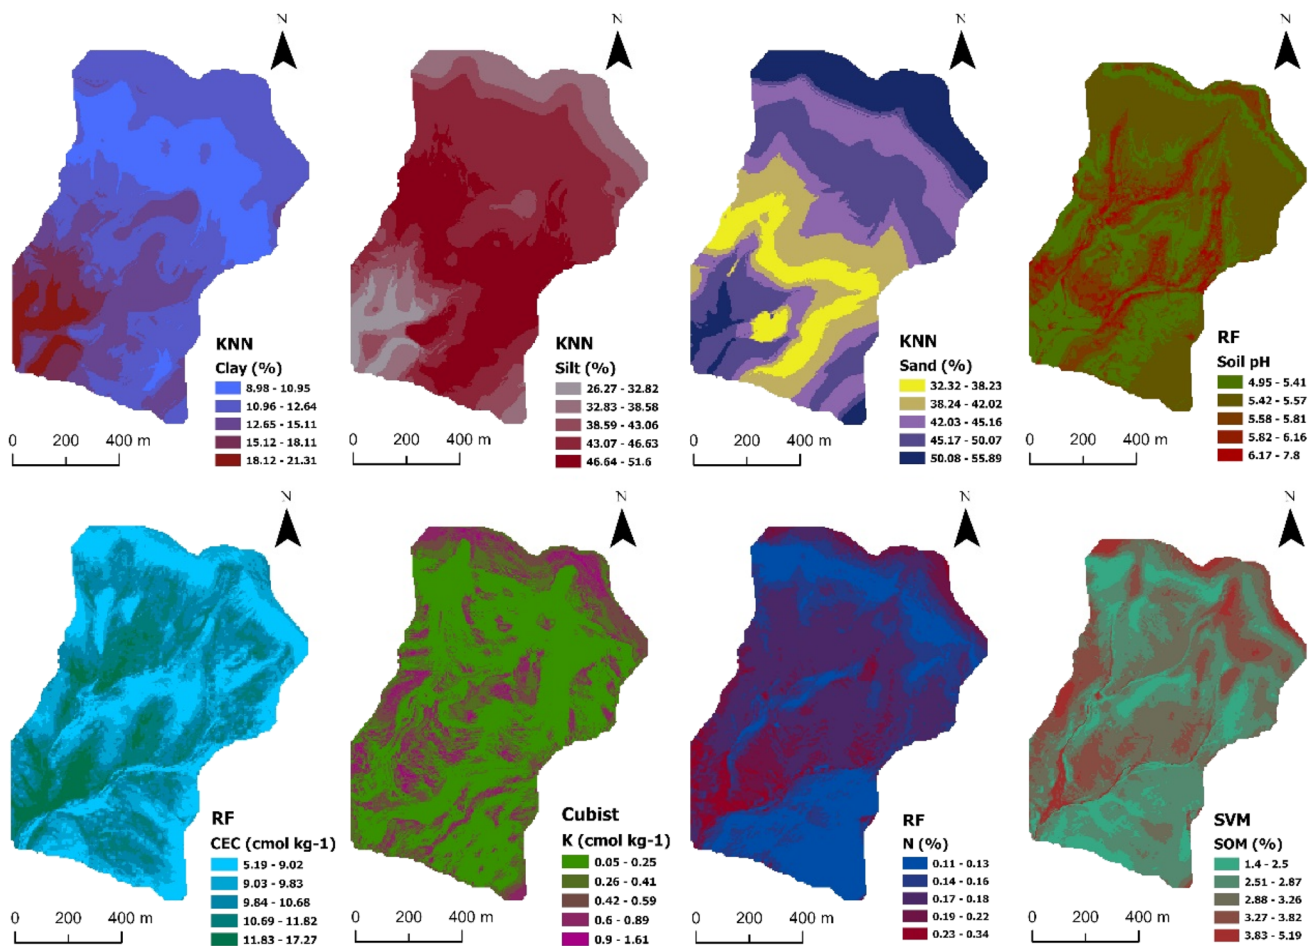 N
KNN
Clay (%)
8.98 - 10.95
10.96 - 12.64
12.65 - 15.11
15.12 - 18.11
18.12 - 21.31
0 200 400 m
N
KNN
Silt (%)
26.27 - 32.82
32.83 - 38.58
38.59 - 43.06
43.07 - 46.63
46.64 - 51.6
0 200 400 m
N
KNN
Sand (%)
32.32 - 38.23
38.24 - 42.02
42.03 - 45.16
45.17 - 50.07
50.08 - 55.89
0 200 400 m
N
RF
Soil pH
4.95 - 5.41
5.42 - 5.57
5.58 - 5.81
5.82 - 6.16
6.17 - 7.8
0 200 400 m
N
RF
CEC (cmol kg-1)
5.19 - 9.02
9.03 - 9.83
9.84 - 10.68
10.69 - 11.82
11.83 - 17.27
0 200 400 m
N
Cubist
K (cmol kg-1)
0.05 - 0.25
0.26 - 0.41
0.42 - 0.59
0.6 - 0.89
0.9 - 1.61
0 200 400 m
N
RF
N (%)
0.11 - 0.13
0.14 - 0.16
0.17 - 0.18
0.19 - 0.22
0.23 - 0.34
0 200 400 m
N
SVM
SOM (%)
1.4 - 2.5
2.51 - 2.87
2.88 - 3.26
3.27 - 3.82
3.83 - 5.19
0 200 400 m